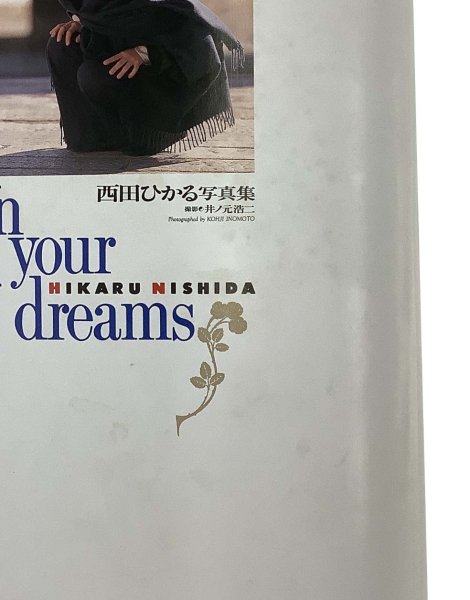 西田ひかる写真集
撮影●井ノ元浩二
Photographed by KOHJI INOMOTO
in
your
HIKARU NISHIDA
dreams